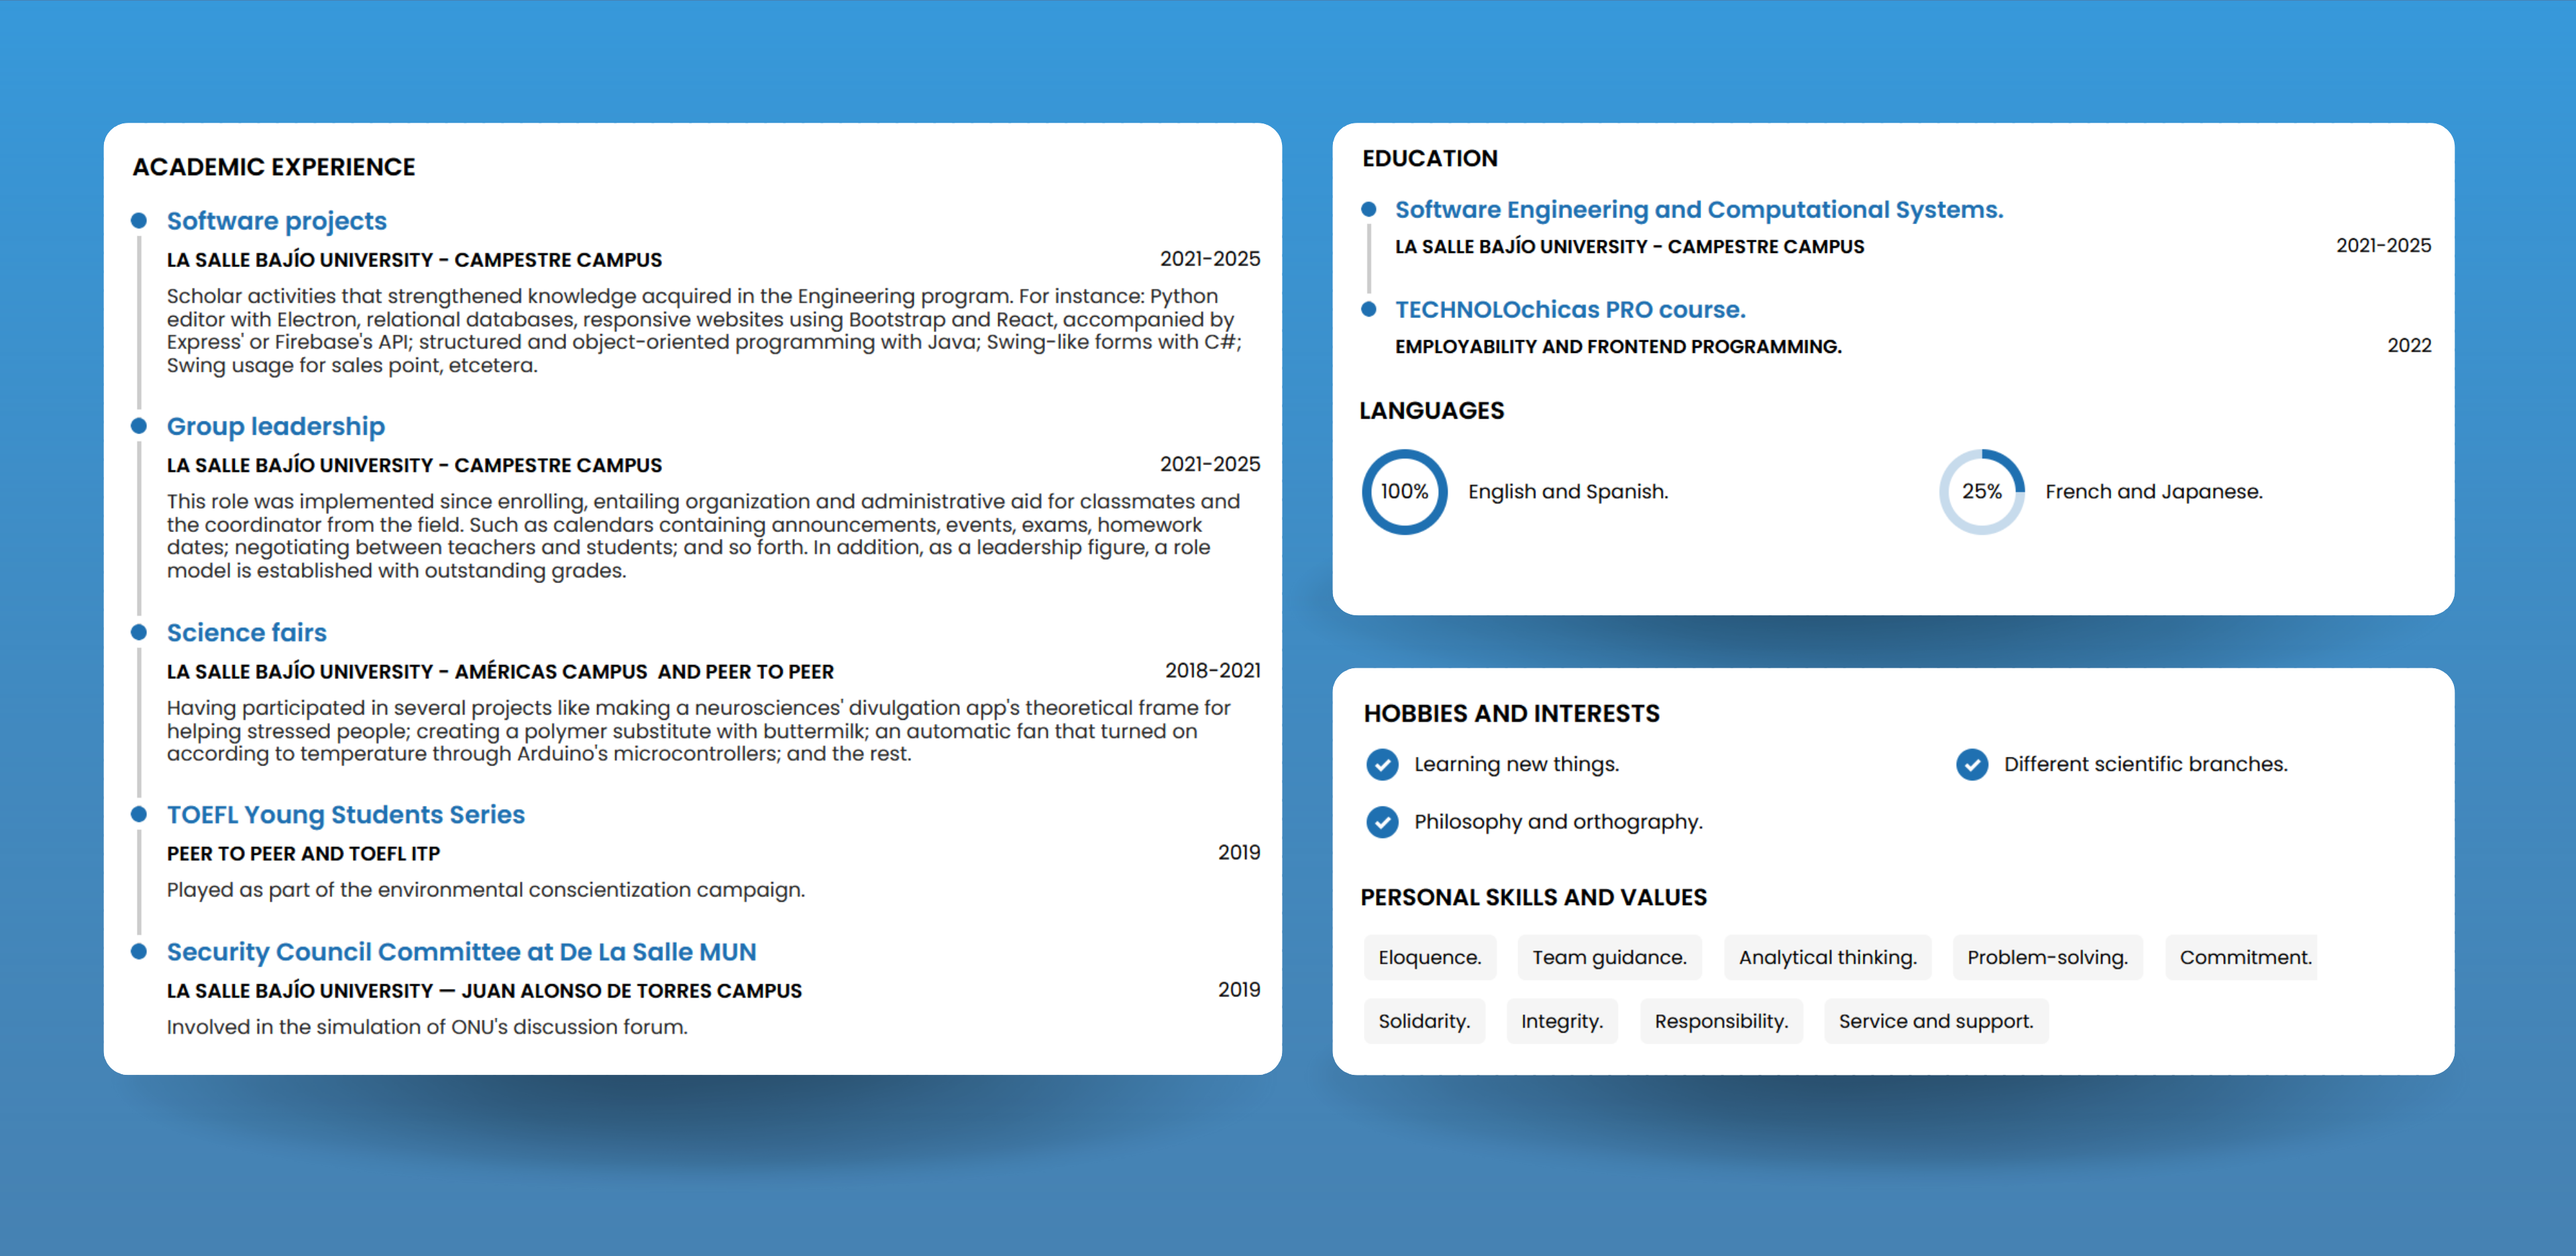 ACADEMIC EXPERIENCE
Software projects
LA SALLE BAJÍO UNIVERSITY - CAMPESTRE CAMPUS 2021-2025
Scholar activities that strengthened knowledge acquired in the Engineering program. For instance: Python
editor with Electron, relational databases, responsive websites using Bootstrap and React, accompanied by
Express' or Firebase's API; structured and object-oriented programming with Java; Swing-like forms with C#;
Swing usage for sales point, etcetera.
Group leadership
LA SALLE BAJÍO UNIVERSITY - CAMPESTRE CAMPUS 2021-2025
This role was implemented since enrolling, entailing organization and administrative aid for classmates and
the coordinator from the field. Such as calendars containing announcements, events, exams, homework
dates; negotiating between teachers and students; and so forth. In addition, as a leadership figure, a role
model is established with outstanding grades.
Science fairs
LA SALLE BAJÍO UNIVERSITY - AMÉRICAS CAMPUS AND PEER TO PEER 2018-2021
Having participated in several projects like making a neurosciences' divulgation app's theoretical frame for
helping stressed people; creating a polymer substitute with buttermilk; an automatic fan that turned on
according to temperature through Arduino's microcontrollers; and the rest.
TOEFL Young Students Series
PEER TO PEER AND TOEFL ITP 2019
Played as part of the environmental conscientization campaign.
Security Council Committee at De La Salle MUN
LA SALLE BAJÍO UNIVERSITY — JUAN ALONSO DE TORRES CAMPUS 2019
Involved in the simulation of ONU's discussion forum.
EDUCATION
Software Engineering and Computational Systems.
LA SALLE BAJÍO UNIVERSITY - CAMPESTRE CAMPUS 2021-2025
TECHNOLOchicas PRO course.
EMPLOYABILITY AND FRONTEND PROGRAMMING. 2022
LANGUAGES
100% English and Spanish. 25% French and Japanese.
HOBBIES AND INTERESTS
Learning new things. Different scientific branches.
Philosophy and orthography.
PERSONAL SKILLS AND VALUES
Eloquence. Team guidance. Analytical thinking. Problem-solving. Commitment.
Solidarity. Integrity. Responsibility. Service and support.